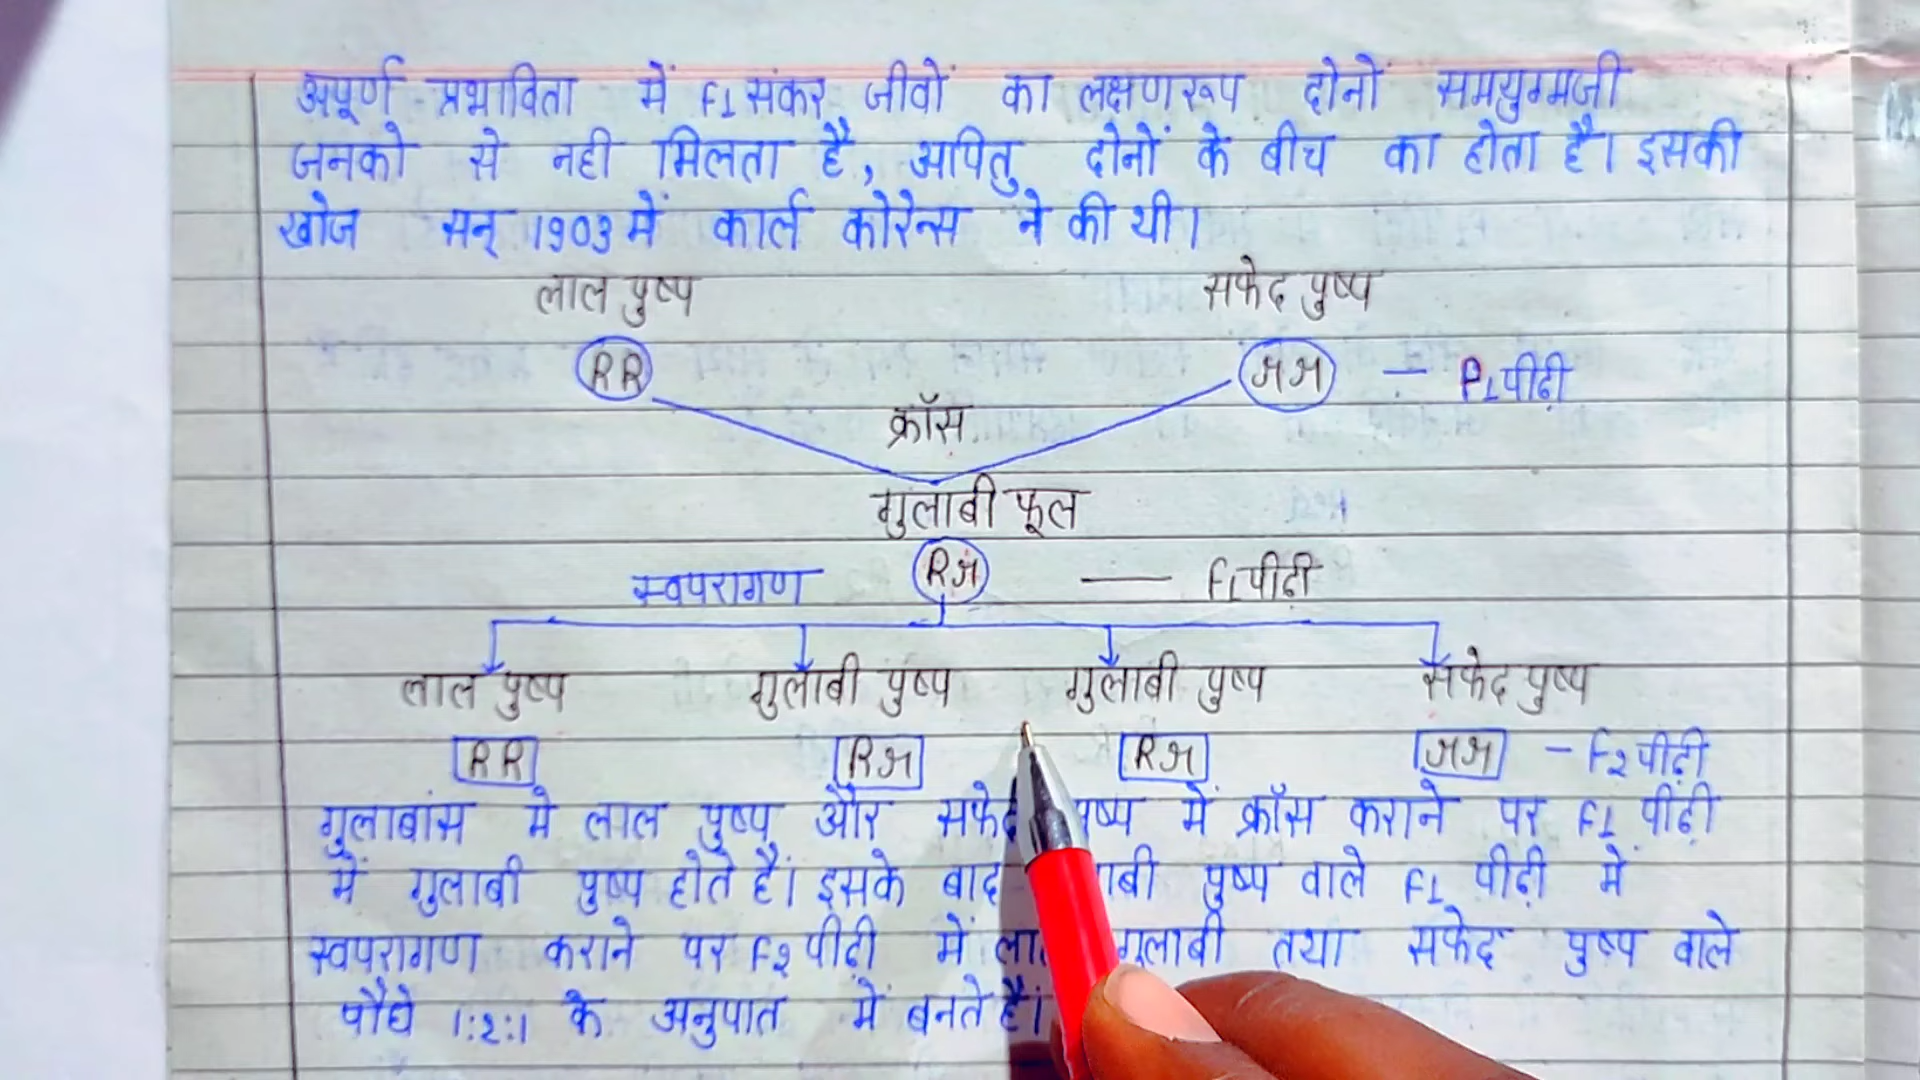 अपूर्ण प्रभाविता में F1 संकर जीवों का लक्षणरूप दोनों समयुग्मजी
जनको से नही मिलता है, अपितु दोनों के बीच का होता है। इसकी
खोज सन् 1903 में कार्ल कोरेन्स ने की थी।
लाल पुष्प सफेद पुष्प
RR rr — P1 पीढ़ी
क्रॉस
गुलाबी फूल
स्वपरागण Rr — F1 पीढ़ी
लाल पुष्प गुलाबी पुष्प गुलाबी पुष्प सफेद पुष्प
RR Rr Rr rr - F2 पीढ़ी
गुलाबांस मे लाल पुष्प और सफेद पुष्प में क्रॉस कराने पर F1 पीढ़ी
में गुलाबी पुष्प होते हैं। इसके बाद गुलाबी पुष्प वाले F1 पीढ़ी में
स्वपरागण कराने पर F2 पीढ़ी में लाल गुलाबी तथा सफेद पुष्प वाले
पौधे 1:2:1 के अनुपात में बनते हैं।